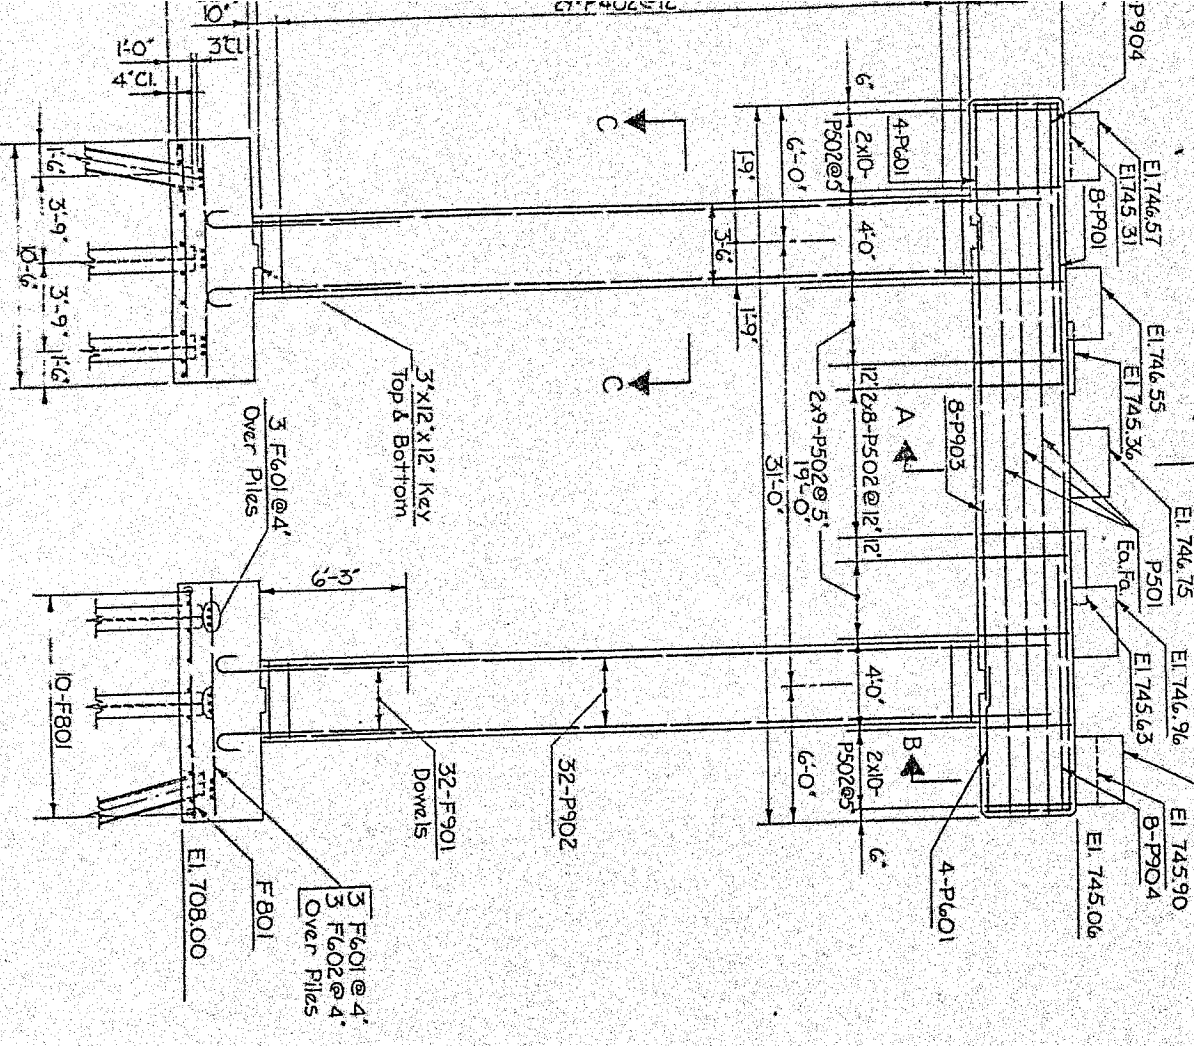 P904
El. 746.57
El. 745.31
8-P901
El. 746.55
El. 745.36
El. 746.75
P501
Ea.Fa.
El. 746.96
El. 745.63
El. 745.90
8-P904
El. 745.06
4-P601
8-P903
A
B
4-P601
6"
2x10-
P502@5"
4'-0"
12"
2x8-P502@12"
12"
4'-0"
2x10-
P502@5"
6"
2x9-P502@5"
19'-0"
6'-0"
31'-0"
6'-0"
1'-9"
3'-6"
1'-9"
C
C
32-P902
32-F901
Dowels
6'-3"
3"x12"x12" Key
Top & Bottom
3 F601@4"
Over Piles
3 F601@4"
3 F602@4"
Over Piles
F801
El. 708.00
10-F801
10"
3"Cl.
1'-0"
4"Cl.
1'-6"
3'-9"
3'-9"
1'-6"
10'-6"